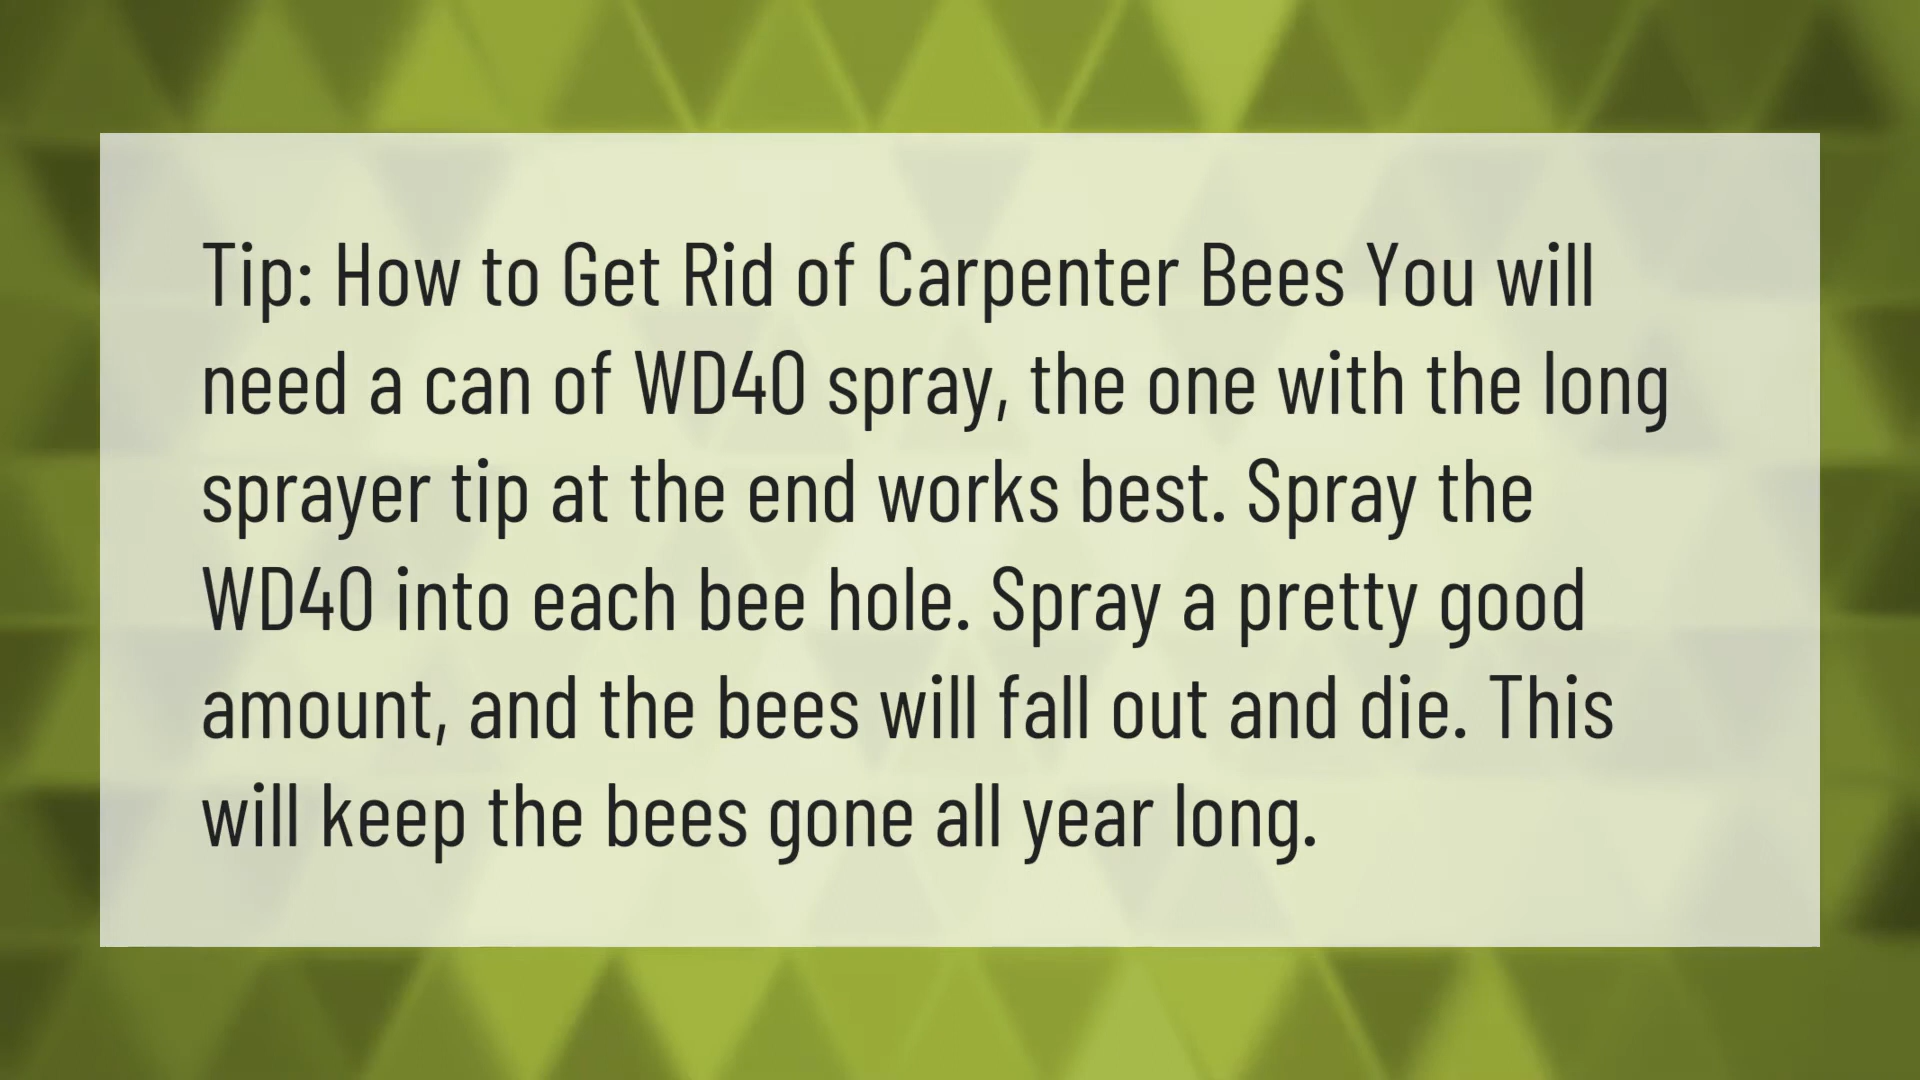 Tip: How to Get Rid of Carpenter Bees You will
need a can of WD40 spray, the one with the long
sprayer tip at the end works best. Spray the
WD40 into each bee hole. Spray a pretty good
amount, and the bees will fall out and die. This
will keep the bees gone all year long.